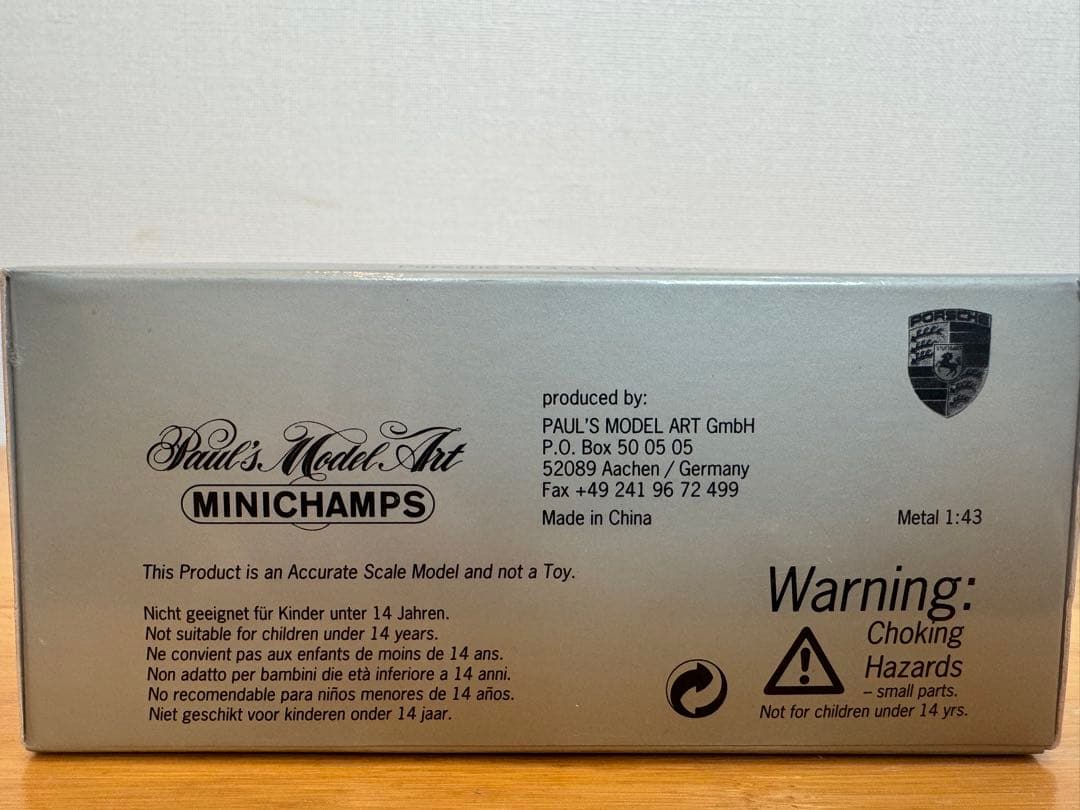 PORSCHE
produced by:
PAUL'S MODEL ART GmbH
P.O. Box 50 05 05
52089 Aachen / Germany
Fax +49 241 96 72 499
Made in China
Paul's Model Art
MINICHAMPS
Metal 1:43
This Product is an Accurate Scale Model and not a Toy.
Nicht geeignet für Kinder unter 14 Jahren.
Not suitable for children under 14 years.
Ne convient pas aux enfants de moins de 14 ans.
Non adatto per bambini die età inferiore a 14 anni.
No recomendable para niños menores de 14 años.
Niet geschikt voor kinderen onder 14 jaar.
Warning:
Choking
Hazards
– small parts.
Not for children under 14 yrs.